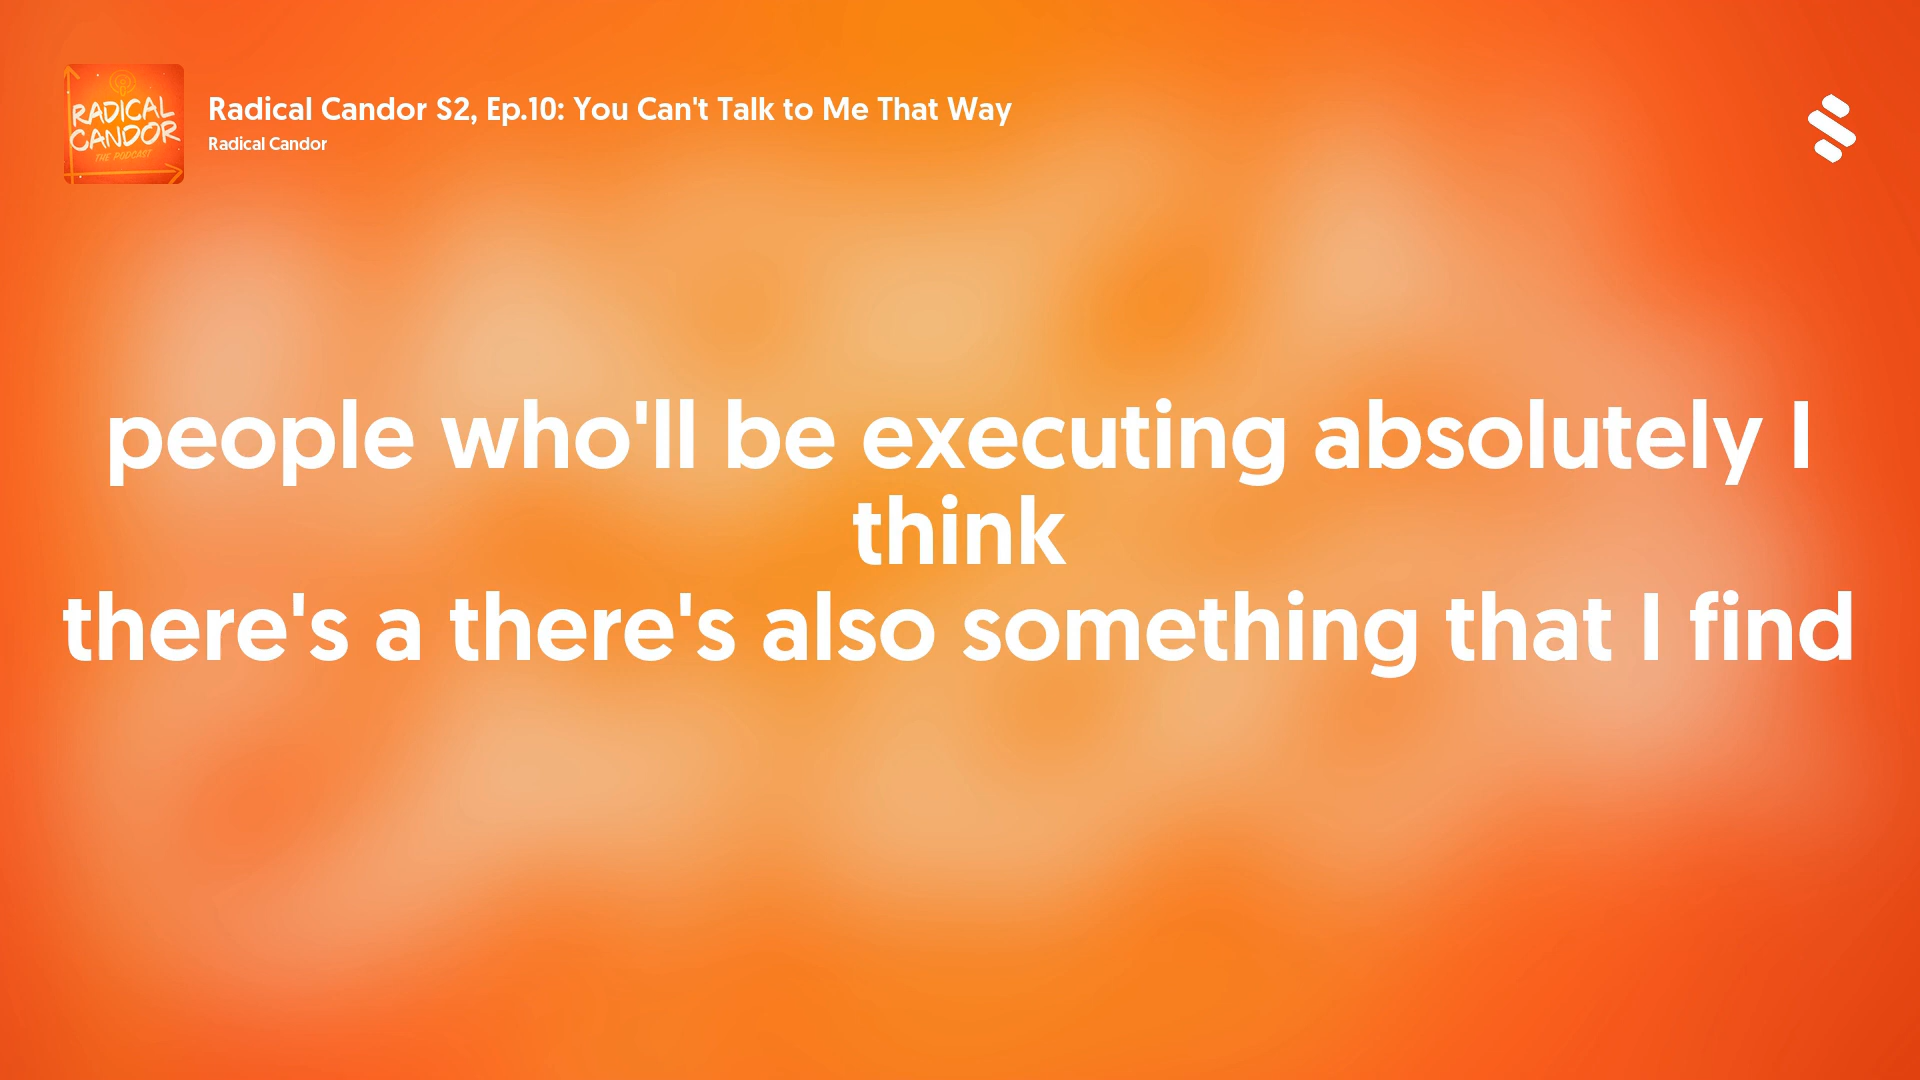 RADICAL
CANDOR
THE PODCAST
Radical Candor S2, Ep.10: You Can't Talk to Me That Way
Radical Candor
people who'll be executing absolutely I
think
there's a there's also something that I find